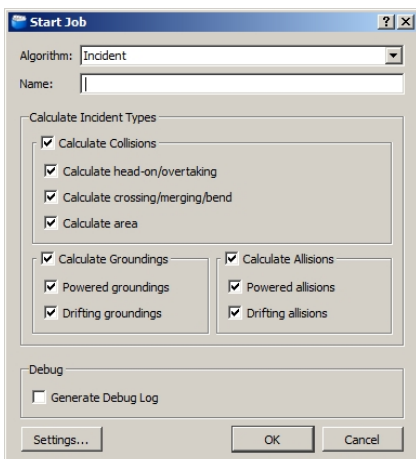 Start Job
Algorithm: Incident
Name:
Calculate Incident Types
Calculate Collisions
Calculate head-on/overtaking
Calculate crossing/merging/bend
Calculate area
Calculate Groundings
Powered groundings
Drifting groundings
Calculate Allisions
Powered allisions
Drifting allisions
Debug
Generate Debug Log
Settings... OK Cancel